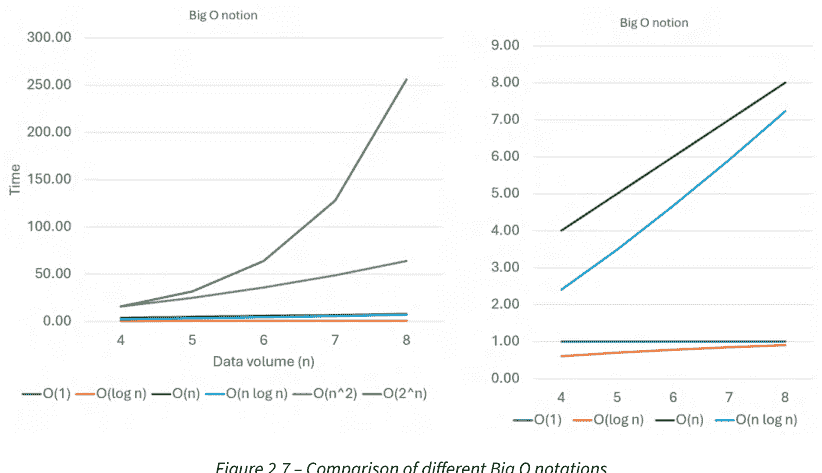 Big O notion
300.00
250.00
200.00
150.00
100.00
50.00
0.00
Time
4 5 6 7 8
Data volume (n)
O(1) O(log n) O(n) O(n log n) O(n^2) O(2^n)
Big O notion
9.00
8.00
7.00
6.00
5.00
4.00
3.00
2.00
1.00
0.00
4 5 6 7 8
O(1) O(log n) O(n) O(n log n)
Figure 2.7 – Comparison of different Big O notations